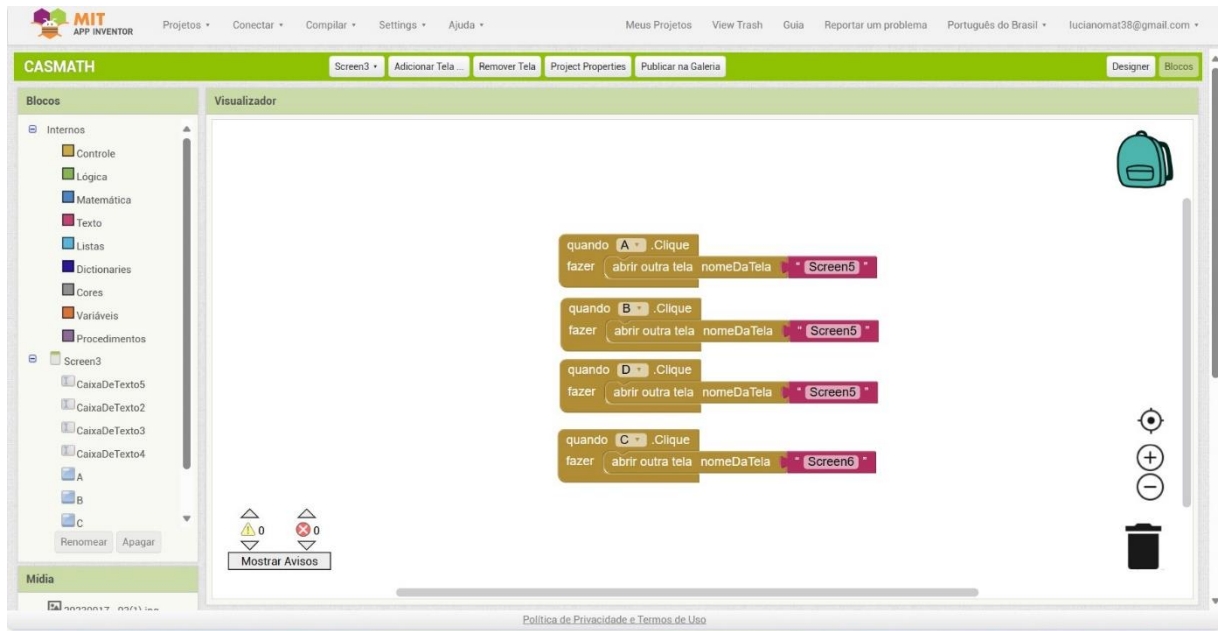 MIT
APP INVENTOR
Projetos
Conectar
Compilar
Settings
Ajuda
Meus Projetos
View Trash
Guia
Reportar um problema
Português do Brasil
lucianomat38@gmail.com
CASMATH
Screen3
Adicionar Tela ...
Remover Tela
Project Properties
Publicar na Galeria
Designer
Blocos
Blocos
Visualizador
Internos
Controle
Lógica
Matemática
Texto
Listas
Dictionaries
Cores
Variáveis
Procedimentos
Screen3
CaixaDeTexto5
CaixaDeTexto2
CaixaDeTexto3
CaixaDeTexto4
A
B
C
Renomear
Apagar
Mídia
quando A .Clique
fazer abrir outra tela nomeDaTela " Screen5 "
quando B .Clique
fazer abrir outra tela nomeDaTela " Screen5 "
quando D .Clique
fazer abrir outra tela nomeDaTela " Screen5 "
quando C .Clique
fazer abrir outra tela nomeDaTela " Screen6 "
0
0
Mostrar Avisos
Política de Privacidade e Termos de Uso